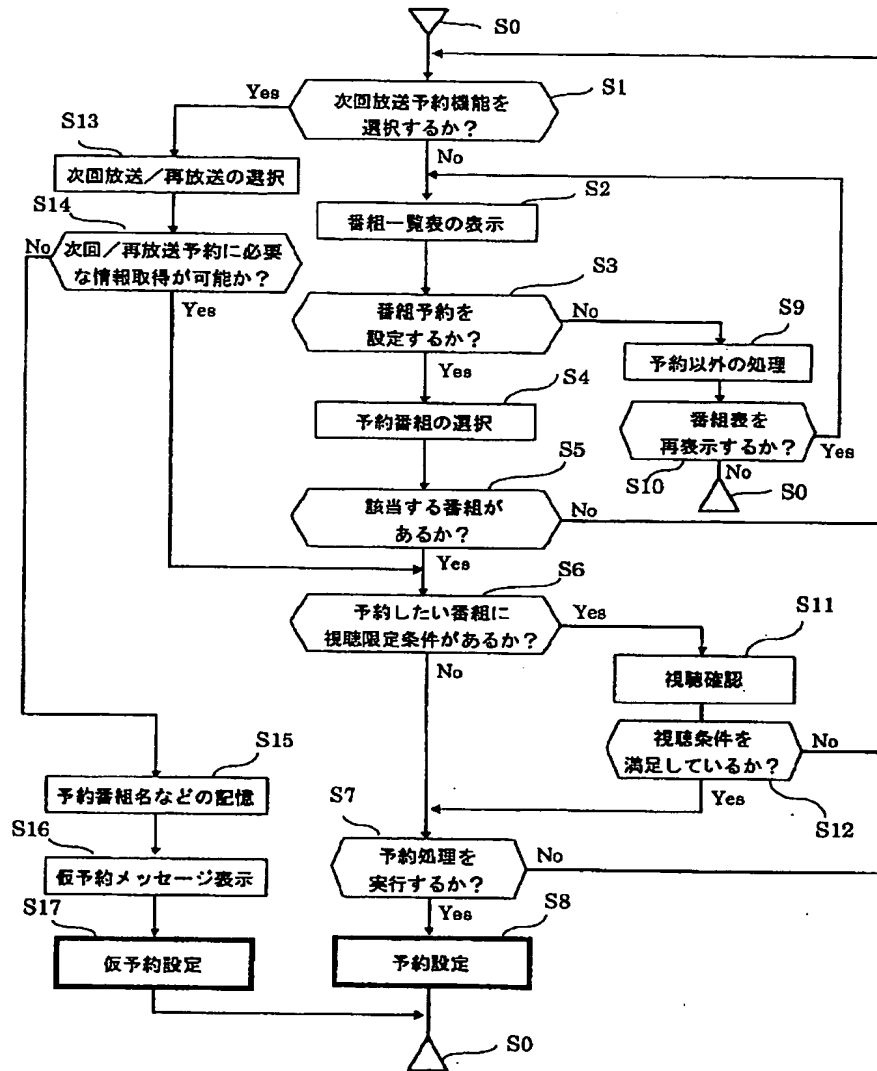 S0
S1
次回放送予約機能を
選択するか?
Yes
No
S13
次回放送/再放送の選択
S14
次回/再放送予約に必要
な情報取得が可能か?
No
Yes
S2
番組一覧表の表示
S3
番組予約を
設定するか?
No
Yes
S9
予約以外の処理
S4
予約番組の選択
番組表を
再表示するか?
Yes
S10
No
S0
S5
該当する番組が
あるか?
No
Yes
S6
予約したい番組に
視聴限定条件があるか?
Yes
No
S11
視聴確認
視聴条件を
満足しているか?
No
Yes
S12
S15
予約番組名などの記憶
S16
仮予約メッセージ表示
S17
仮予約設定
S7
予約処理を
実行するか?
No
Yes
S8
予約設定
S0